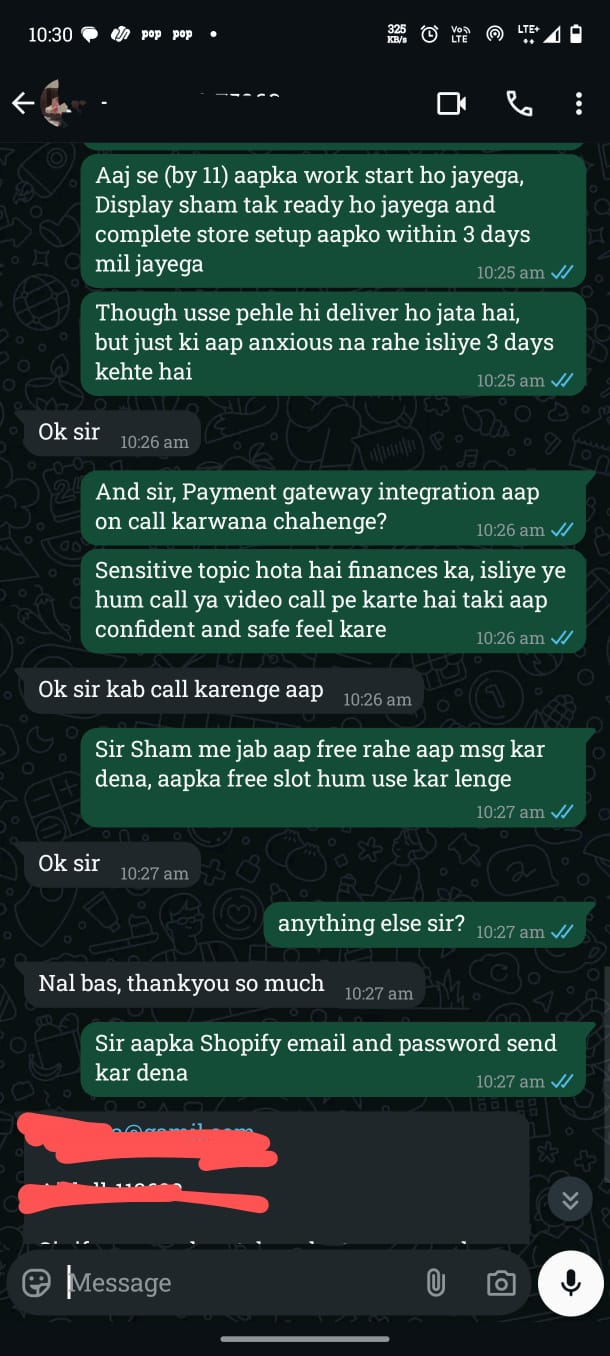 10:30
pop pop
325
KB/s
Vo))
LTE
LTE+
Aaj se (by 11) aapka work start ho jayega,
Display sham tak ready ho jayega and
complete store setup aapko within 3 days
mil jayega
10:25 am
Though usse pehle hi deliver ho jata hai,
but just ki aap anxious na rahe isliye 3 days
kehte hai
10:25 am
Ok sir
10:26 am
And sir, Payment gateway integration aap
on call karwana chahenge?
10:26 am
Sensitive topic hota hai finances ka, isliye ye
hum call ya video call pe karte hai taki aap
confident and safe feel kare
10:26 am
Ok sir kab call karenge aap
10:26 am
Sir Sham me jab aap free rahe aap msg kar
dena, aapka free slot hum use kar lenge
10:27 am
Ok sir
10:27 am
anything else sir?
10:27 am
Nal bas, thankyou so much
10:27 am
Sir aapka Shopify email and password send
kar dena
10:27 am
Message